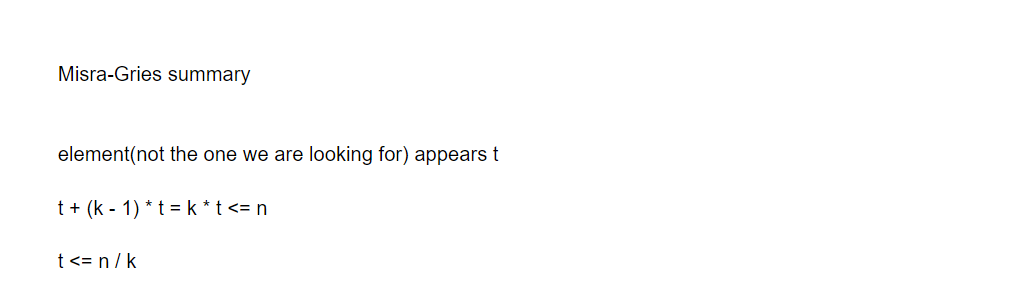 Misra-Gries summary
element(not the one we are looking for) appears t
t + (k - 1) * t = k * t <= n
t <= n / k